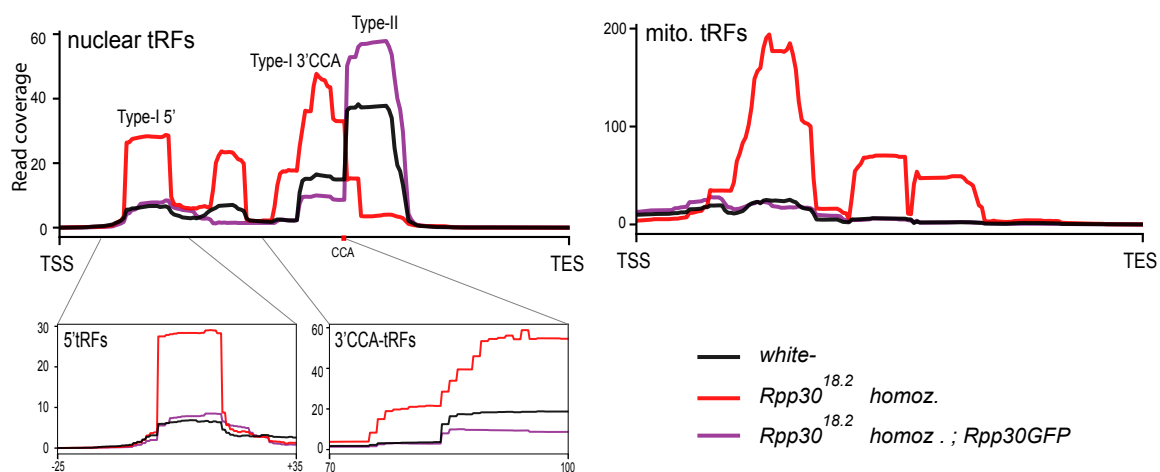 nuclear tRFs
Read coverage
60
40
20
0
Type-I 5'
Type-I 3'CCA
Type-II
CCA
TSS
TES
mito. tRFs
200
100
0
TSS
TES
5'tRFs
30
20
10
0
-25
+35
3'CCA-tRFs
60
40
20
0
70
100
white-
Rpp30^18.2 homoz.
Rpp30^18.2 homoz . ; Rpp30GFP